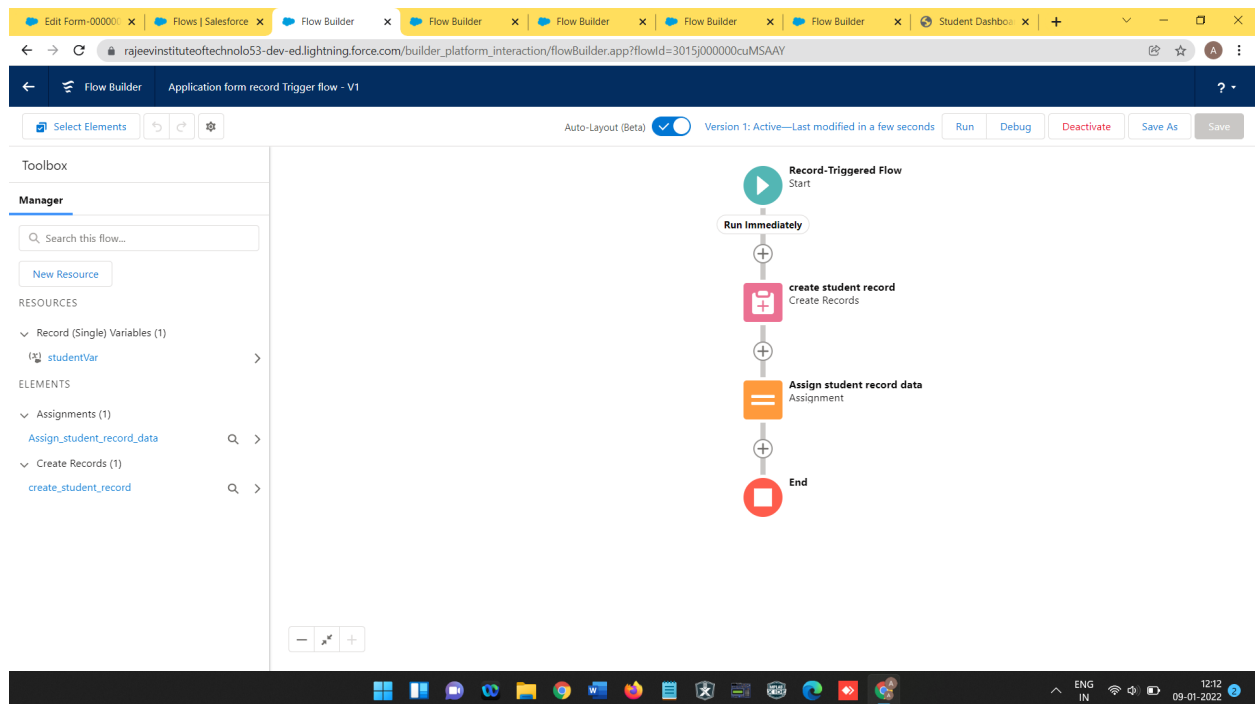 Edit Form-00000
Flows | Salesforce
Flow Builder
Flow Builder
Flow Builder
Flow Builder
Flow Builder
Student Dashboa
rajeevinstituteoftechnolo53-dev-ed.lightning.force.com/builder_platform_interaction/flowBuilder.app?flowId=3015j000000cuMSAAY
A
Flow Builder
Application form record Trigger flow - V1
?
Select Elements
Auto-Layout (Beta)
Version 1: Active—Last modified in a few seconds
Run
Debug
Deactivate
Save As
Save
Toolbox
Manager
Search this flow...
New Resource
RESOURCES
Record (Single) Variables (1)
studentVar
ELEMENTS
Assignments (1)
Assign_student_record_data
Create Records (1)
create_student_record
Record-Triggered Flow
Start
Run Immediately
create student record
Create Records
Assign student record data
Assignment
End
ENG
IN
12:12
09-01-2022
2